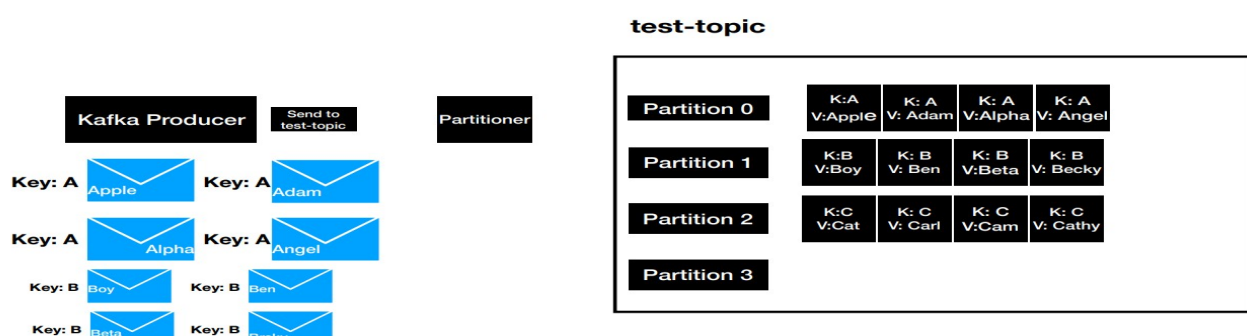 test-topic
Kafka Producer
Send to
test-topic
Partitioner
Key: A
Apple
Key: A
Adam
Key: A
Alpha
Key: A
Angel
Key: B
Boy
Key: B
Ben
Key: B
Beta
Key: B
Partition 0
K:A
V:Apple
K: A
V: Adam
K: A
V:Alpha
K: A
V: Angel
Partition 1
K:B
V:Boy
K: B
V: Ben
K: B
V:Beta
K: B
V: Becky
Partition 2
K:C
V:Cat
K: C
V: Carl
K: C
V:Cam
K: C
V: Cathy
Partition 3